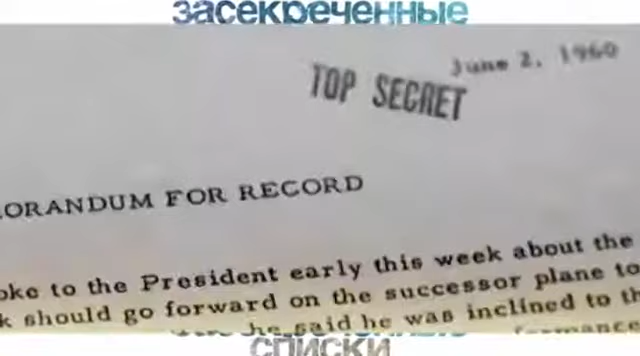 засекреченные
June 2, 1960
TOP SECRET
ORANDUM FOR RECORD
oke to the President early this week about the
k should go forward on the successor plane to
he said he was inclined to th
formance
списки